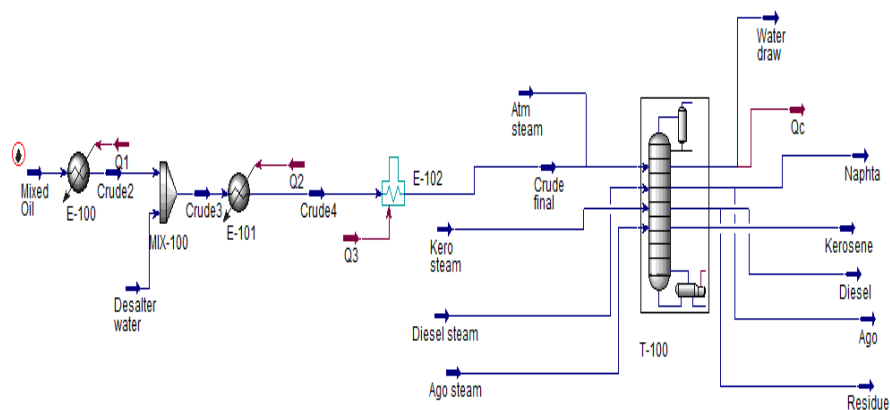 Water
draw
Atm
steam
Qc
Q1
Mixed
Oil
E-100
Crude2
MIX-100
Crude3
E-101
Q2
Crude4
E-102
Crude
final
Naphta
Q3
Kero
steam
Kerosene
Desalter
water
Diesel
Diesel steam
Ago
T-100
Ago steam
Residue